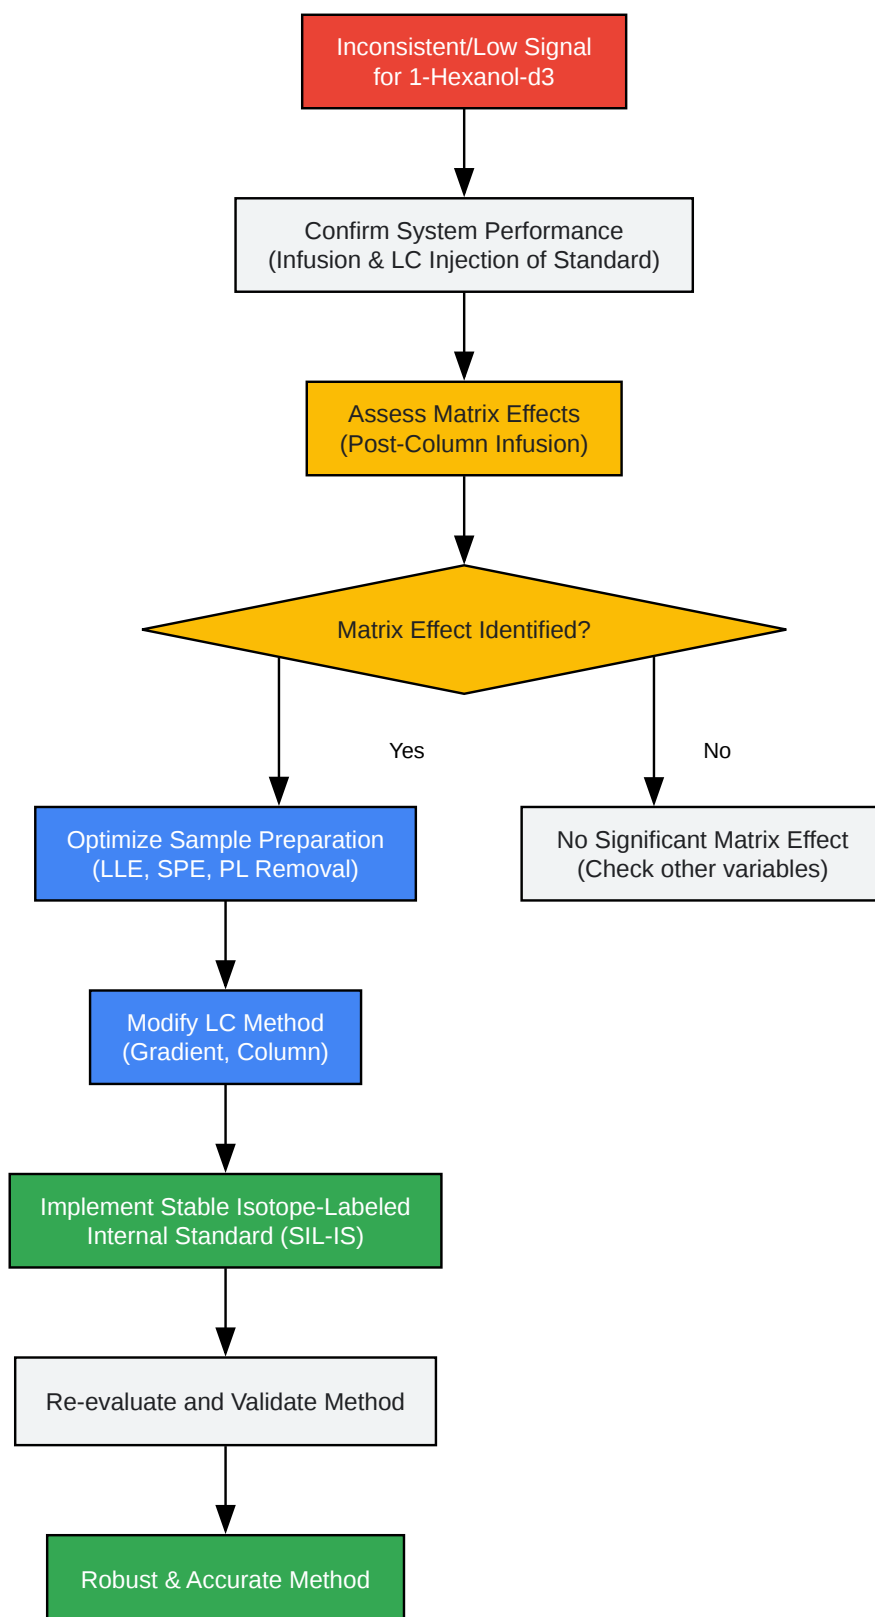 Inconsistent/Low Signal
for 1-Hexanol-d3
Confirm System Performance
(Infusion & LC Injection of Standard)
Assess Matrix Effects
(Post-Column Infusion)
Matrix Effect Identified?
Yes
No
Optimize Sample Preparation
(LLE, SPE, PL Removal)
No Significant Matrix Effect
(Check other variables)
Modify LC Method
(Gradient, Column)
Implement Stable Isotope-Labeled
Internal Standard (SIL-IS)
Re-evaluate and Validate Method
Robust & Accurate Method